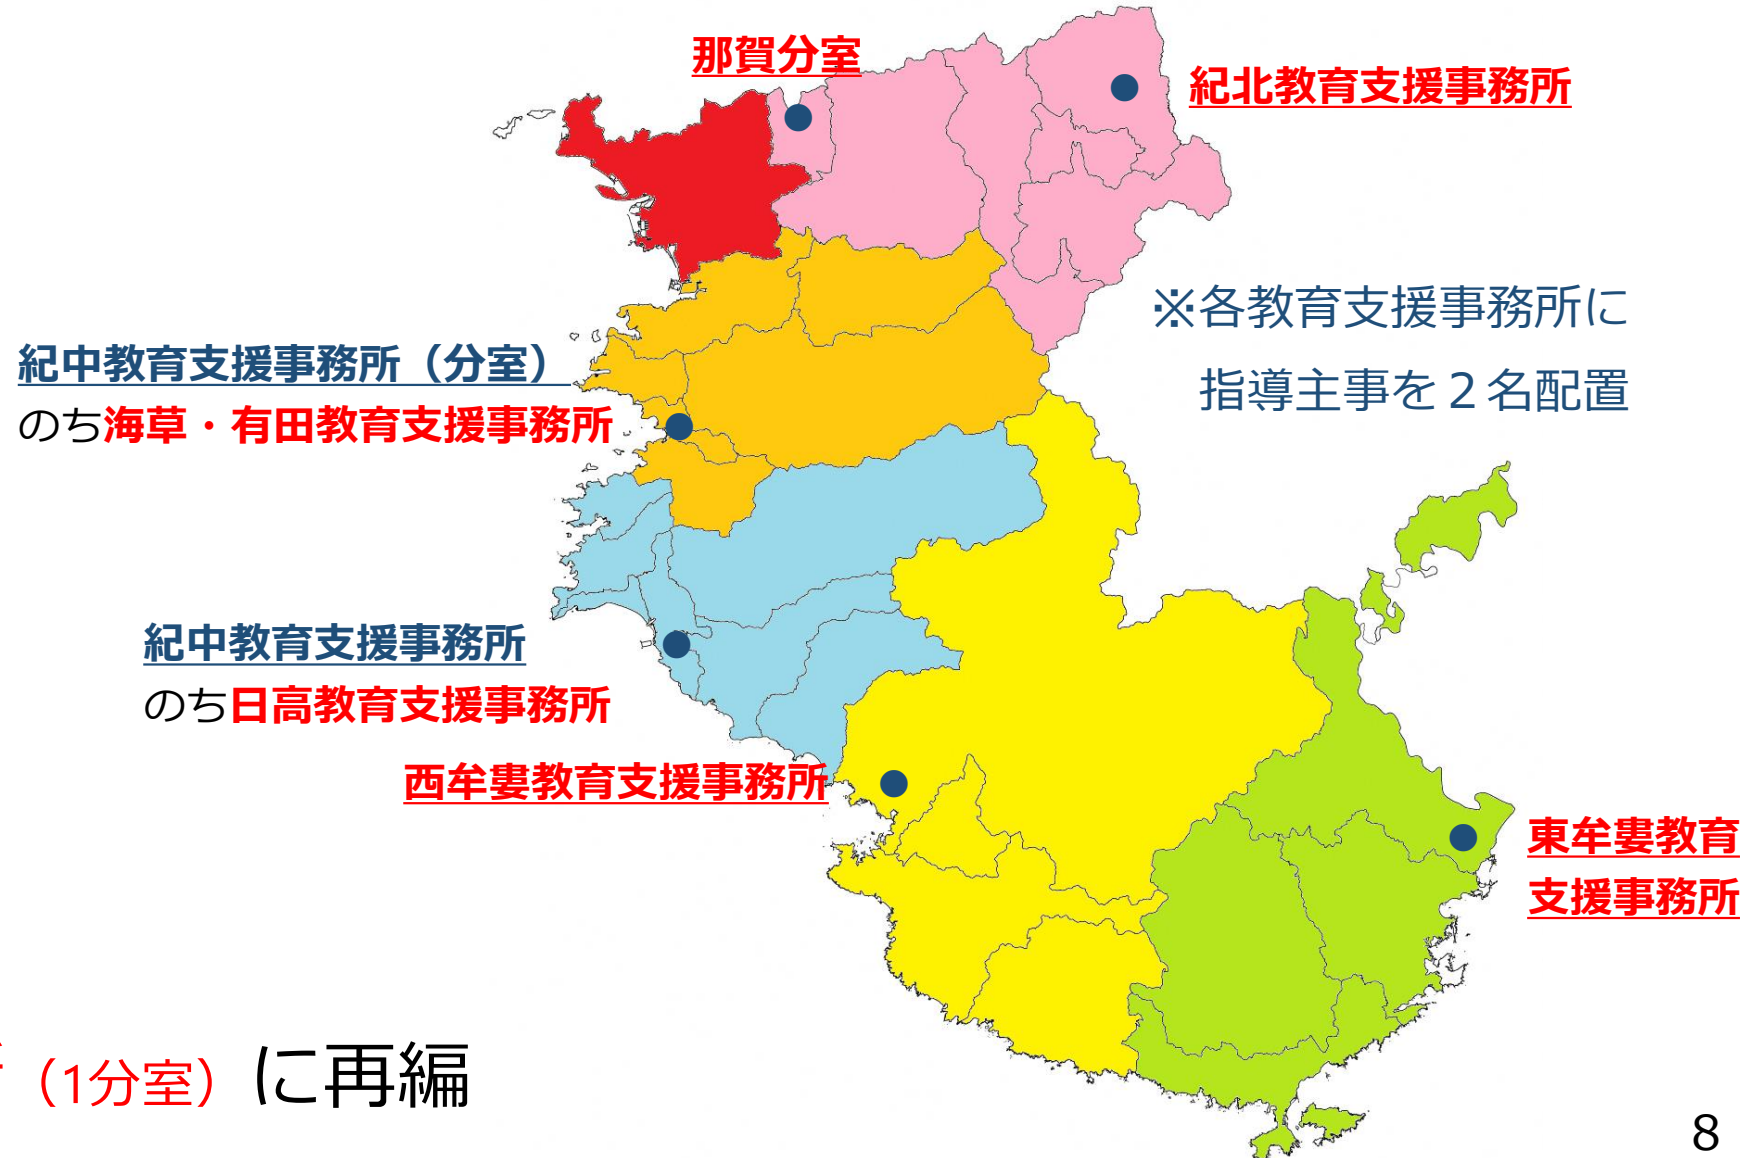 那賀分室
紀北教育支援事務所
※各教育支援事務所に
指導主事を２名配置
紀中教育支援事務所（分室）
のち海草・有田教育支援事務所
紀中教育支援事務所
のち日高教育支援事務所
西牟婁教育支援事務所
東牟婁教育
支援事務所
（1分室）に再編
8